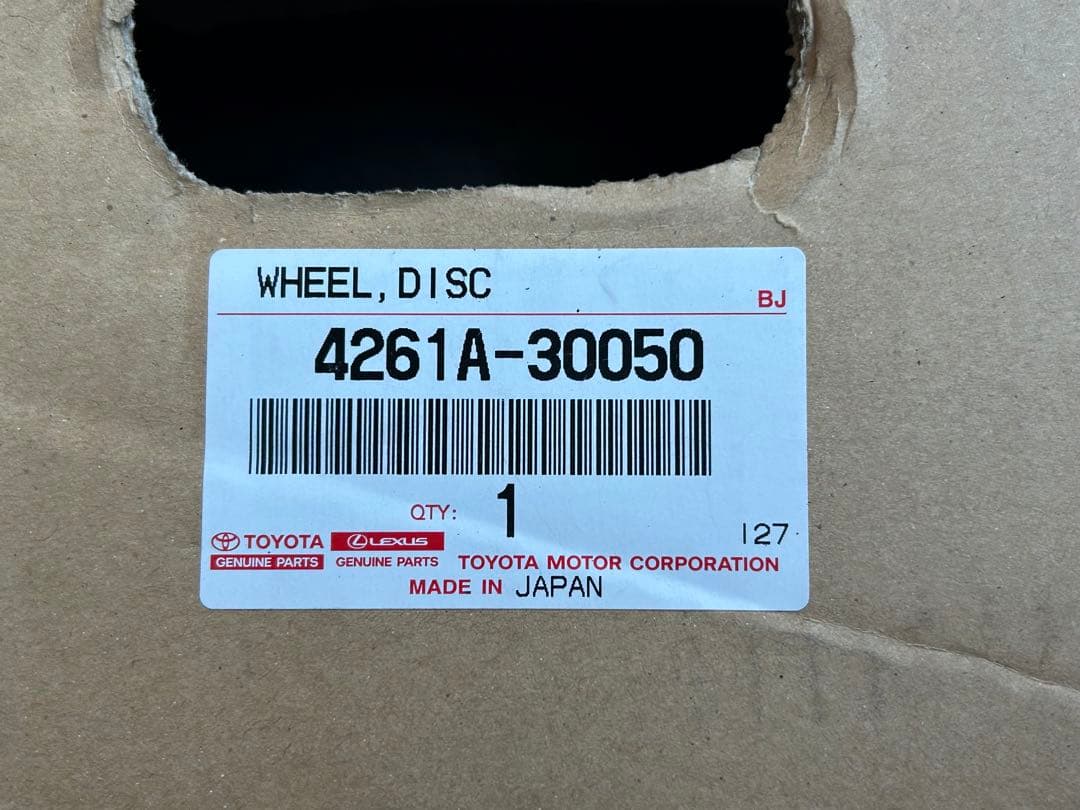 WHEEL,DISC
BJ
4261A-30050
QTY: 1
127
TOYOTA LEXUS
GENUINE PARTS GENUINE PARTS TOYOTA MOTOR CORPORATION
MADE IN JAPAN